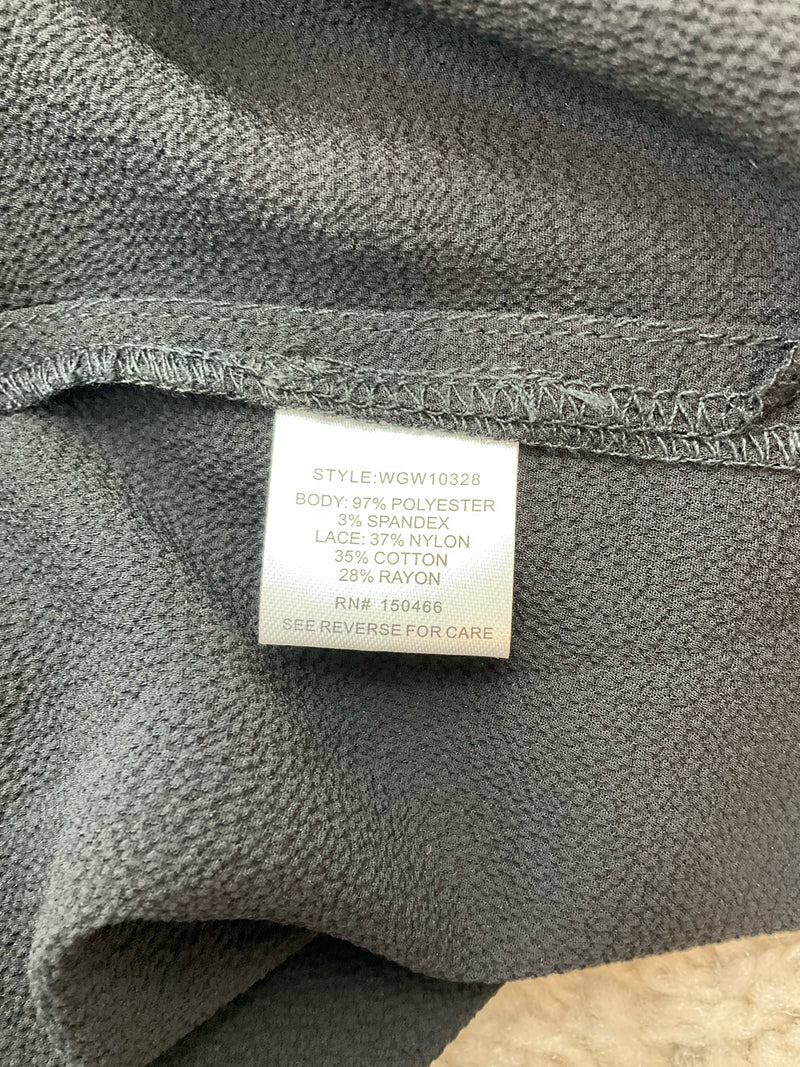 STYLE:WGW10328
BODY: 97% POLYESTER
3% SPANDEX
LACE: 37% NYLON
35% COTTON
28% RAYON
RN# 150466
SEE REVERSE FOR CARE